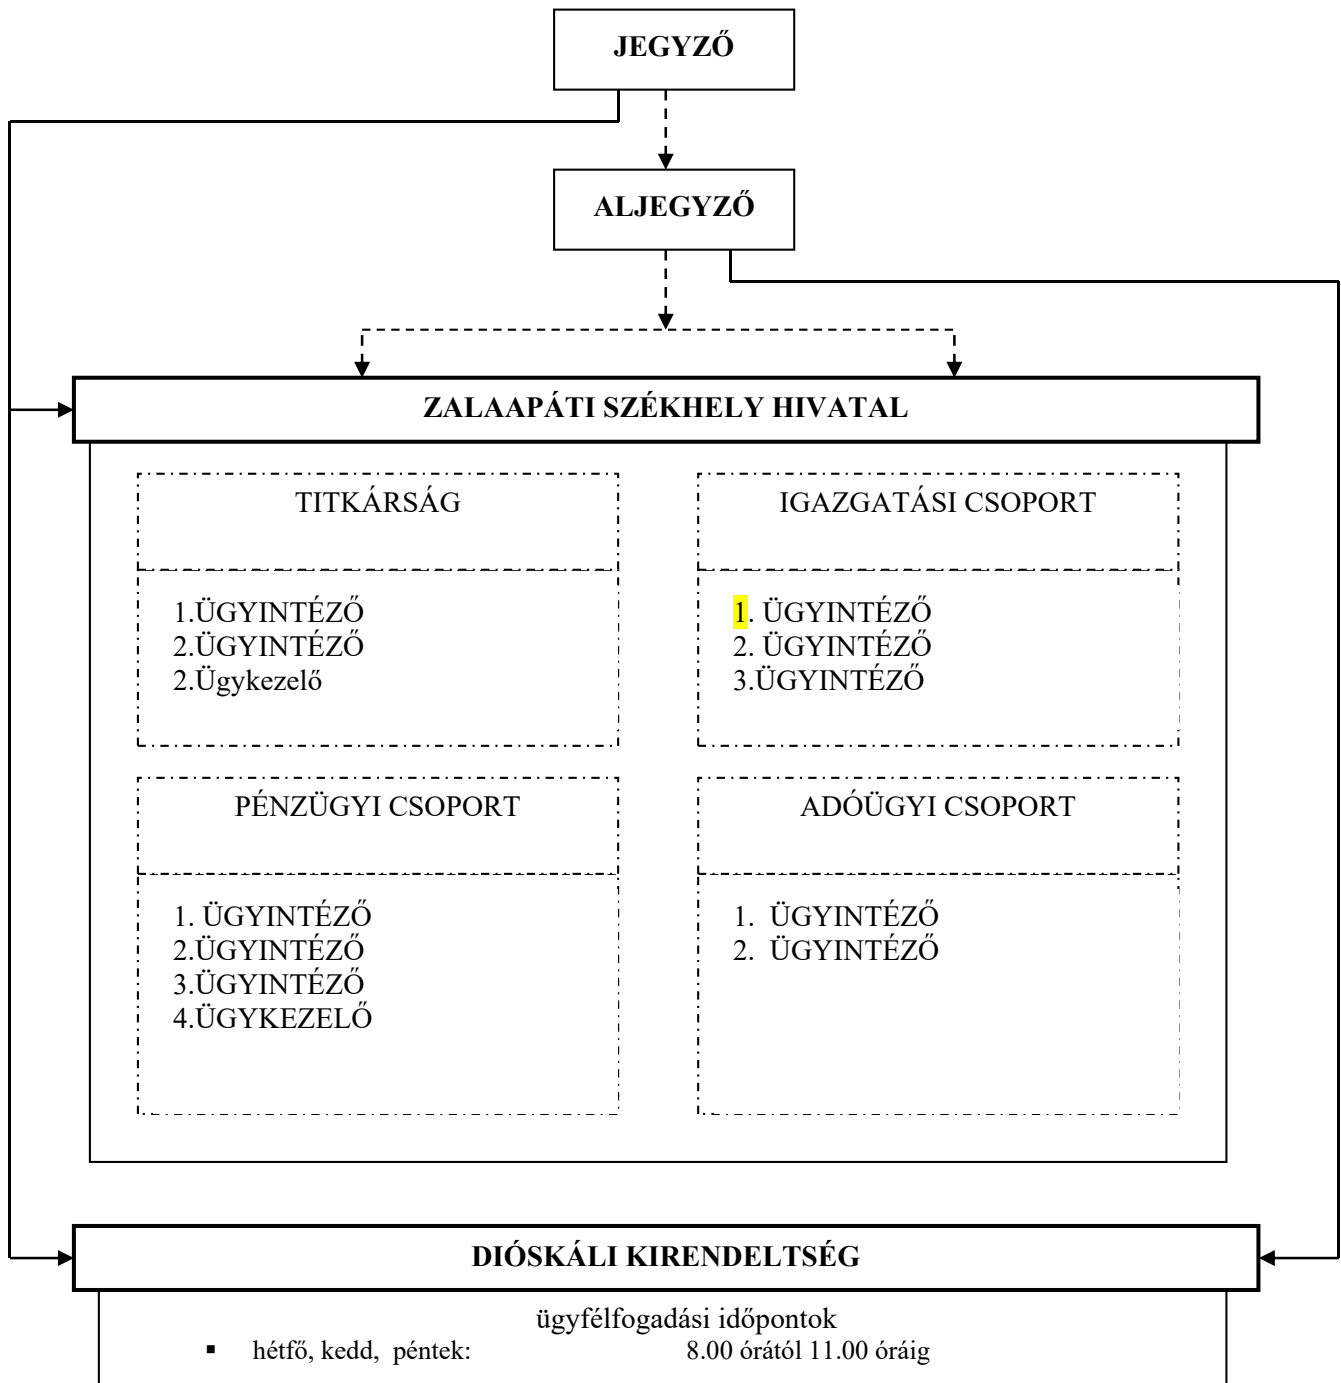 JEGYZŐ
ALJEGYZŐ
ZALAAPÁTI SZÉKHELY HIVATAL
TITKÁRSÁG
1.ÜGYINTÉZŐ
2.ÜGYINTÉZŐ
2.Ügykezelő
IGAZGATÁSI CSOPORT
1. ÜGYINTÉZŐ
2. ÜGYINTÉZŐ
3.ÜGYINTÉZŐ
PÉNZÜGYI CSOPORT
1. ÜGYINTÉZŐ
2.ÜGYINTÉZŐ
3.ÜGYINTÉZŐ
4.ÜGYKEZELŐ
ADÓÜGYI CSOPORT
1. ÜGYINTÉZŐ
2. ÜGYINTÉZŐ
DIÓSKÁLI KIRENDELTSÉG
ügyfélfogadási időpontok
▪ hétfő, kedd, péntek: 8.00 órától 11.00 óráig